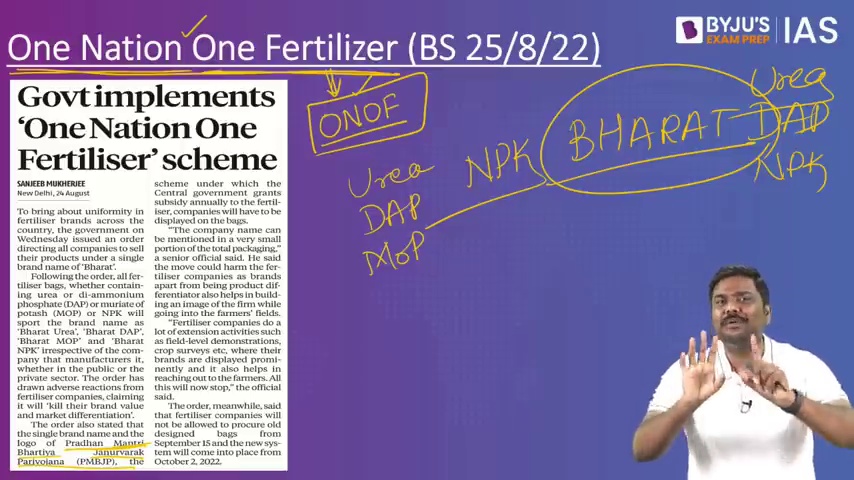 One Nation One Fertilizer (BS 25/8/22)
BYJU'S
EXAM PREP
IAS
Govt implements
'One Nation One
Fertiliser' scheme
SANJEEB MUKHERJEE
New Delhi, 24 August
To bring about uniformity in
fertiliser brands across the
country, the government on
Wednesday issued an order
directing all companies to sell
their products under a single
brand name of 'Bharat'.
Following the order, all fer-
tiliser bags, whether contain-
ing urea or di-ammonium
phosphate (DAP) or muriate of
potash (MOP) or NPK will
sport the brand name as
'Bharat Urea', 'Bharat DAP',
'Bharat MOP' and 'Bharat
NPK' irrespective of the com-
pany that manufacturers it,
whether in the public or the
private sector. The order has
drawn adverse reactions from
fertiliser companies, claiming
it will 'kill their brand value
and market differentiation'.
The order also stated that
the single brand name and the
logo of Pradhan Mantri
Bhartiya Janurvarak
Pariyojana (PMBJP), the
scheme under which the
Central government grants
subsidy annually to the fertil-
iser, companies will have to be
displayed on the bags.
"The company name can
be mentioned in a very small
portion of the total packaging,"
a senior official said. He said
the move could harm the fer-
tiliser companies as brands
apart from being product dif-
ferentiator also helps in build-
ing an image of the firm while
going into the farmers' fields.
"Fertiliser companies do a
lot of extension activities such
as field-level demonstrations,
crop surveys etc, where their
brands are displayed promi-
nently and it also helps in
reaching out to the farmers. All
this will now stop," the official
said.
The order, meanwhile, said
that fertiliser companies will
not be allowed to procure old
designed bags from
September 15 and the new sys-
tem will come into place from
October 2, 2022.
ONOF
Urea
DAP
MOP
NPK
BHARAT
Urea
DAP
NPK